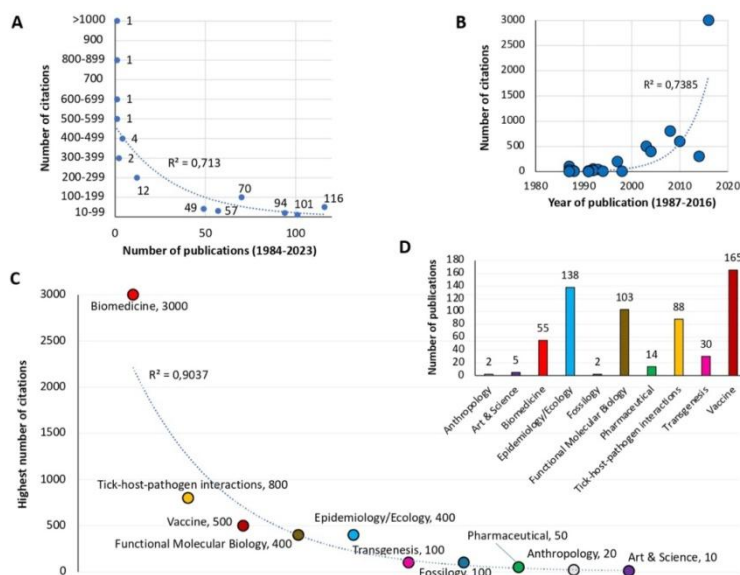 A
Number of citations
>1000
900
800-899
700
600-699
500-599
400-499
300-399
200-299
100-199
10-99
1
1
1
1
4
2
12
R² = 0,713
70
49
57
94
101
116
0
50
100
Number of publications (1984-2023)
B
Number of citations
3000
2500
2000
1500
1000
500
0
R² = 0,7385
1980
1990
2000
2010
2020
Year of publication (1987-2016)
C
Highest number of citations
3000
2500
2000
1500
1000
500
0
Biomedicine, 3000
R² = 0,9037
Tick-host-pathogen interactions, 800
Vaccine, 500
Functional Molecular Biology, 400
Epidemiology/Ecology, 400
Transgenesis, 100
Fossilogy, 100
Pharmaceutical, 50
Anthropology, 20
Art & Science, 10
D
Number of publications
180
160
140
120
100
80
60
40
20
0
2
5
55
138
2
103
14
88
30
165
Anthropology
Art & Science
Biomedicine
Epidemiology/Ecology
Fossilogy
Functional Molecular Biology
Pharmaceutical
Tick-host-pathogen interactions
Transgenesis
Vaccine